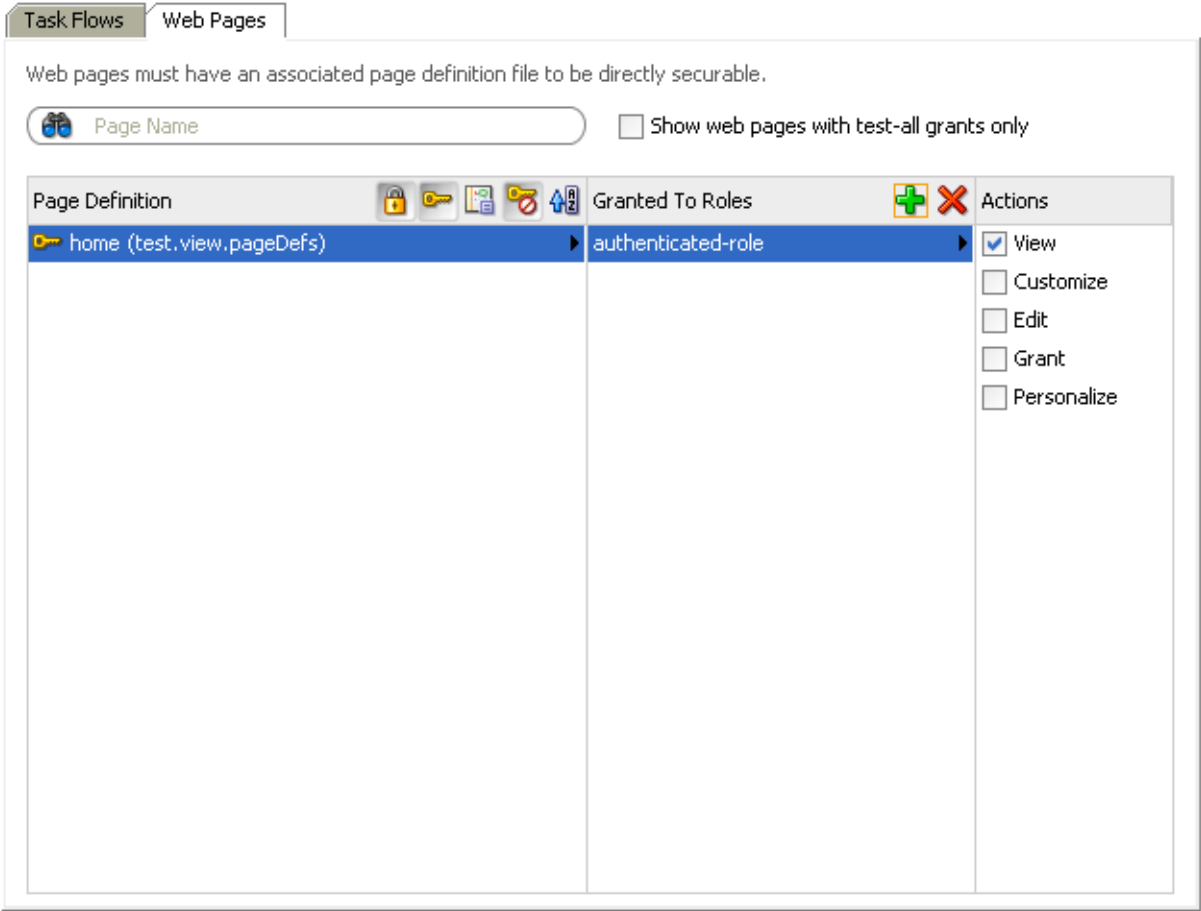 Task Flows Web Pages
Web pages must have an associated page definition file to be directly securable.
Page Name Show web pages with test-all grants only
Page Definition Granted To Roles Actions
home (test.view.pageDefs) authenticated-role View
Customize
Edit
Grant
Personalize